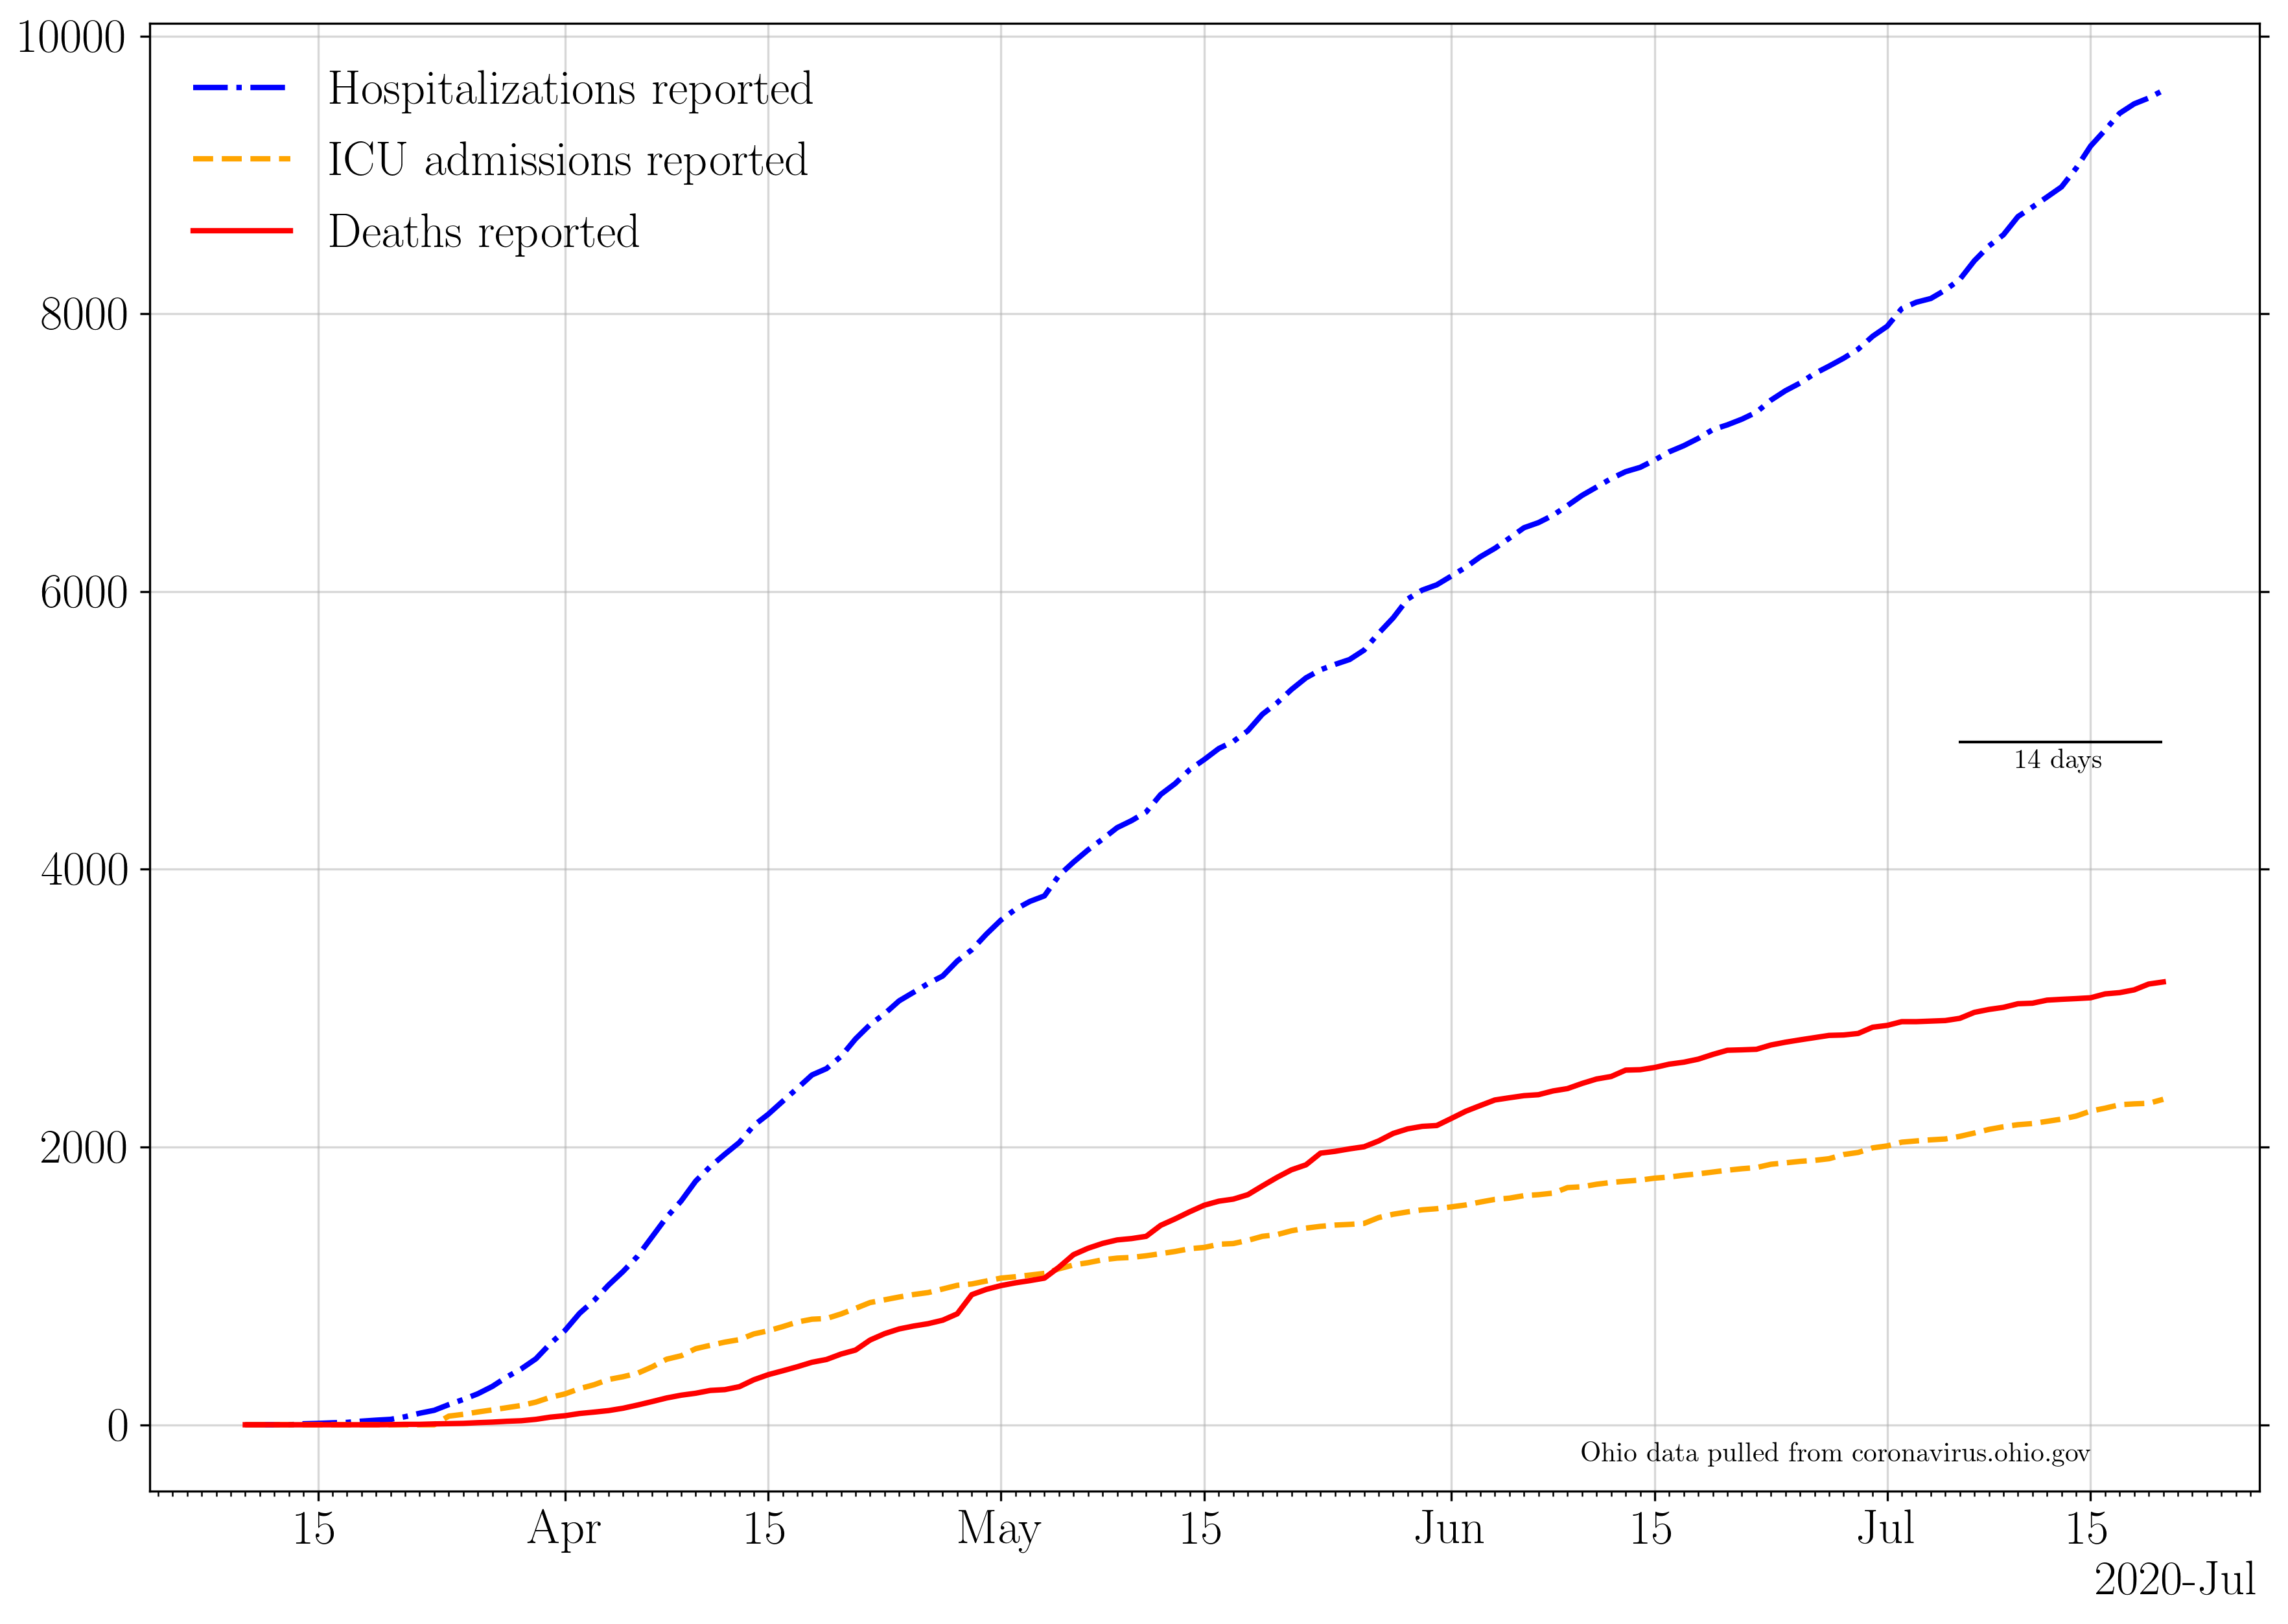 10000
Hospitalizations reported
ICU admissions reported
Deaths reported
8000
6000
14 days
4000
2000
0
Ohio data pulled from coronavirus.ohio.gov
15 Apr 15 May 15 Jun 15 Jul 15
2020-Jul